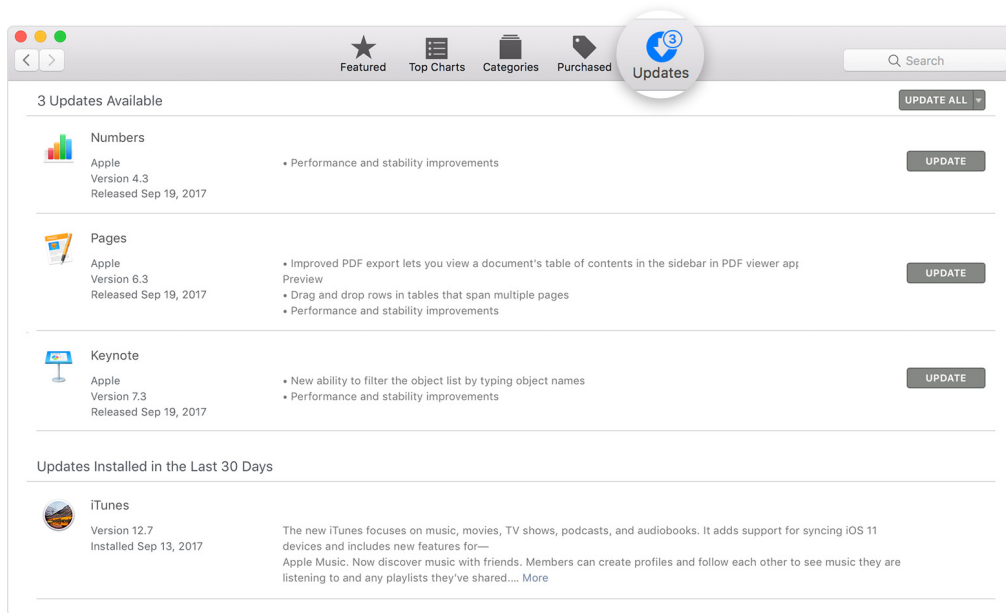 Featured
Top Charts
Categories
Purchased
3
Updates
Search
3 Updates Available
UPDATE ALL
Numbers
Apple
Version 4.3
Released Sep 19, 2017
• Performance and stability improvements
UPDATE
Pages
Apple
Version 6.3
Released Sep 19, 2017
• Improved PDF export lets you view a document's table of contents in the sidebar in PDF viewer app
Preview
• Drag and drop rows in tables that span multiple pages
• Performance and stability improvements
UPDATE
Keynote
Apple
Version 7.3
Released Sep 19, 2017
• New ability to filter the object list by typing object names
• Performance and stability improvements
UPDATE
Updates Installed in the Last 30 Days
iTunes
Version 12.7
Installed Sep 13, 2017
The new iTunes focuses on music, movies, TV shows, podcasts, and audiobooks. It adds support for syncing iOS 11
devices and includes new features for—
Apple Music. Now discover music with friends. Members can create profiles and follow each other to see music they are
listening to and any playlists they've shared.... More